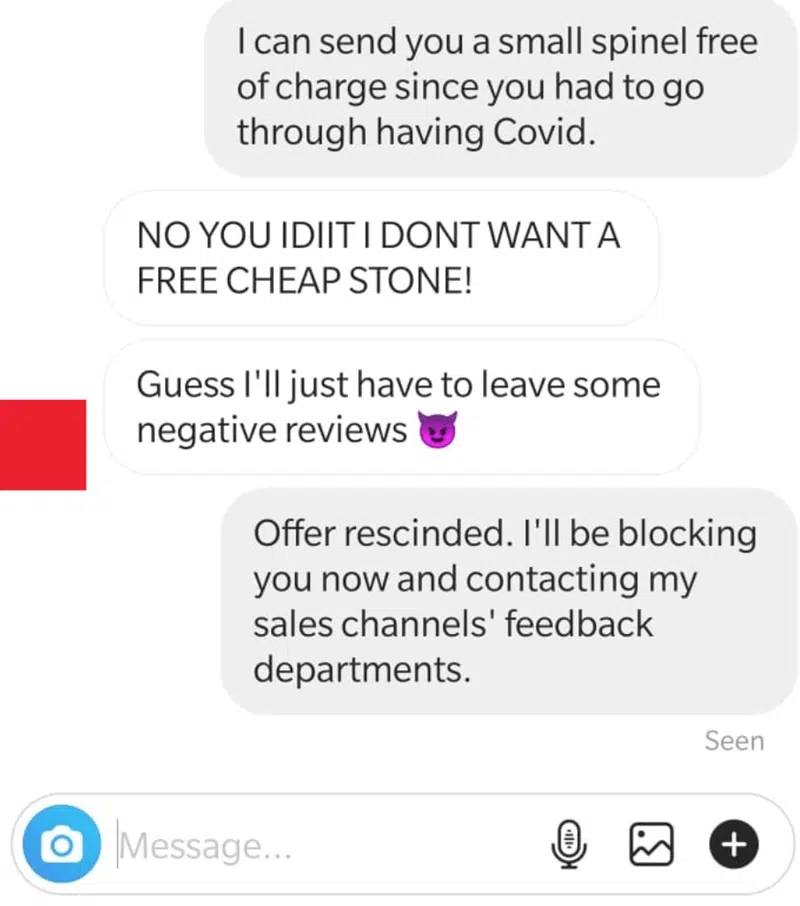 I can send you a small spinel free
of charge since you had to go
through having Covid.
NO YOU IDIIT I DONT WANT A
FREE CHEAP STONE!
Guess I'll just have to leave some
negative reviews 😈
Offer rescinded. I'll be blocking
you now and contacting my
sales channels' feedback
departments.
Seen
Message...